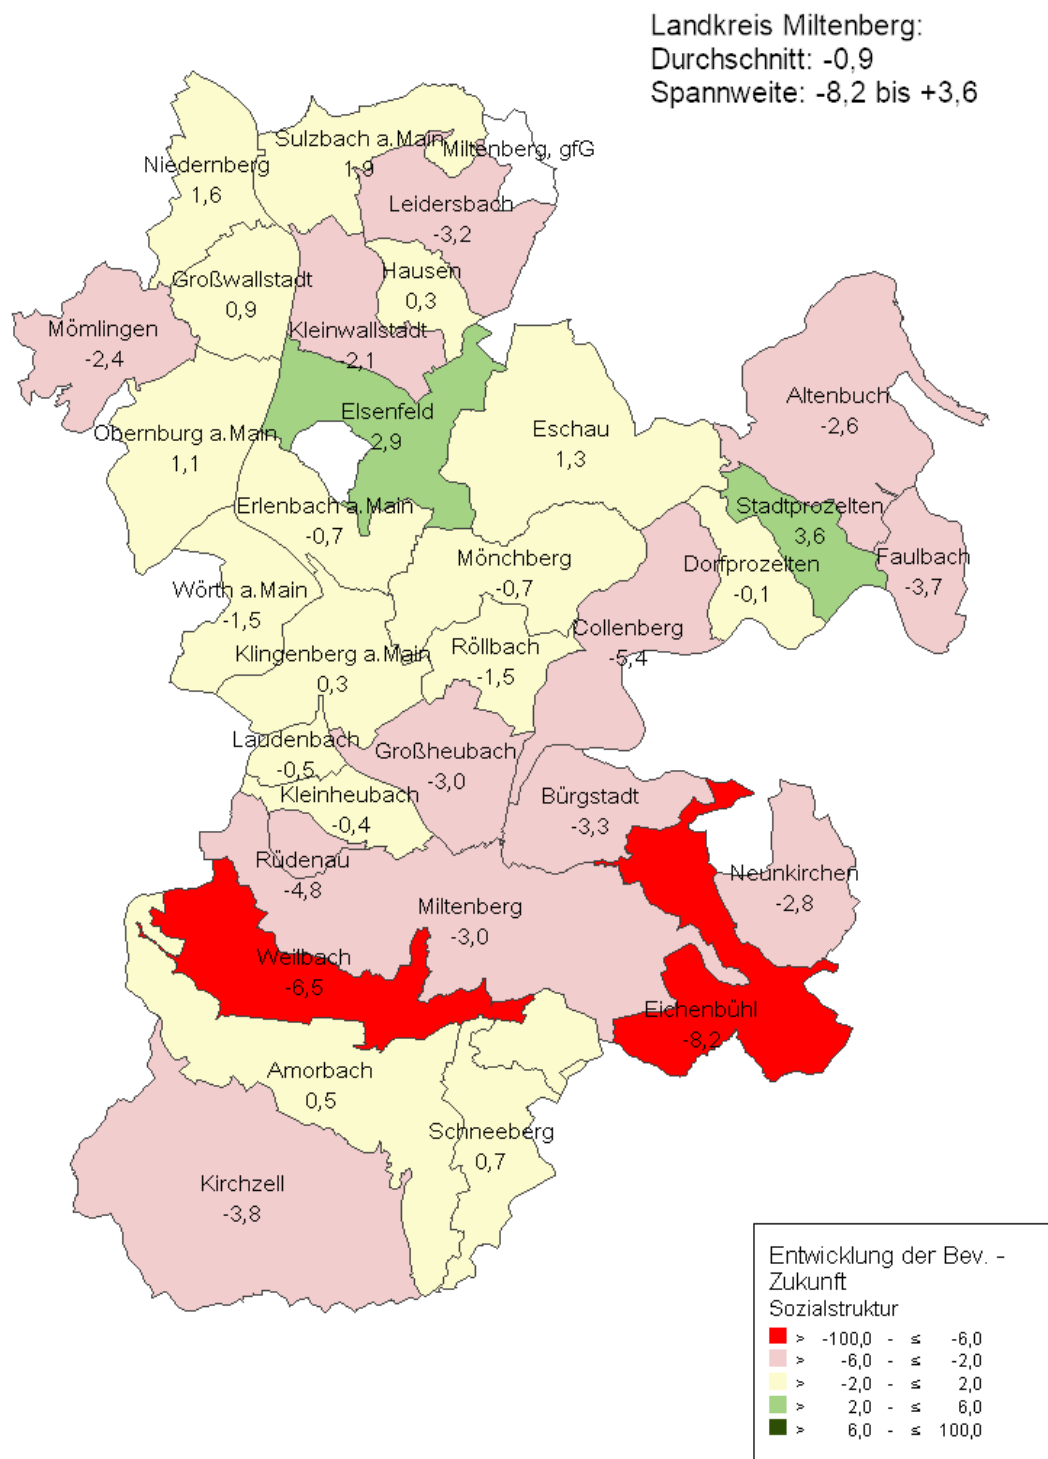 Landkreis Miltenberg:
Durchschnitt: -0,9
Spannweite: -8,2 bis +3,6
Sulzbach a.Main
1,9
Miltenberg, gfG
Niedernberg
1,6
Leidersbach
-3,2
Hausen
0,3
Großwallstadt
0,9
Mömlingen
-2,4
Kleinwallstadt
-2,1
Elsenfeld
2,9
Altenbuch
-2,6
Obernburg a.Main
1,1
Eschau
1,3
Erlenbach a.Main
-0,7
Stadtprozelten
3,6
Mönchberg
-0,7
Dorfprozelten
-0,1
Faulbach
-3,7
Wörth a.Main
-1,5
Collenberg
-5,4
Klingenberg a.Main
0,3
Röllbach
-1,5
Laudenbach
-0,5
Großheubach
-3,0
Kleinheubach
-0,4
Bürgstadt
-3,3
Rüdenau
-4,8
Neunkirchen
-2,8
Miltenberg
-3,0
Weilbach
-6,5
Eichenbühl
-8,2
Amorbach
0,5
Schneeberg
0,7
Kirchzell
-3,8
Entwicklung der Bev. -
Zukunft
Sozialstruktur
> -100,0 - ≤ -6,0
> -6,0 - ≤ -2,0
> -2,0 - ≤ 2,0
> 2,0 - ≤ 6,0
> 6,0 - ≤ 100,0